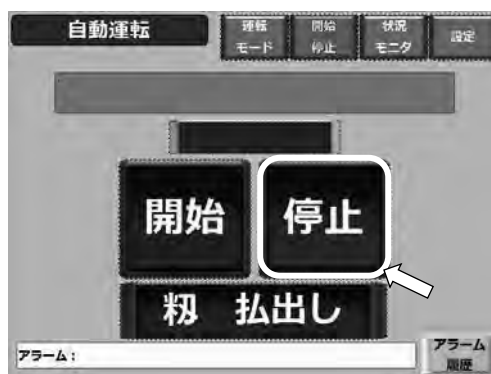 自動運転
運転
モード
開始
停止
状況
モニタ
設定
開始
停止
籾 払出し
アラーム:
アラーム
履歴